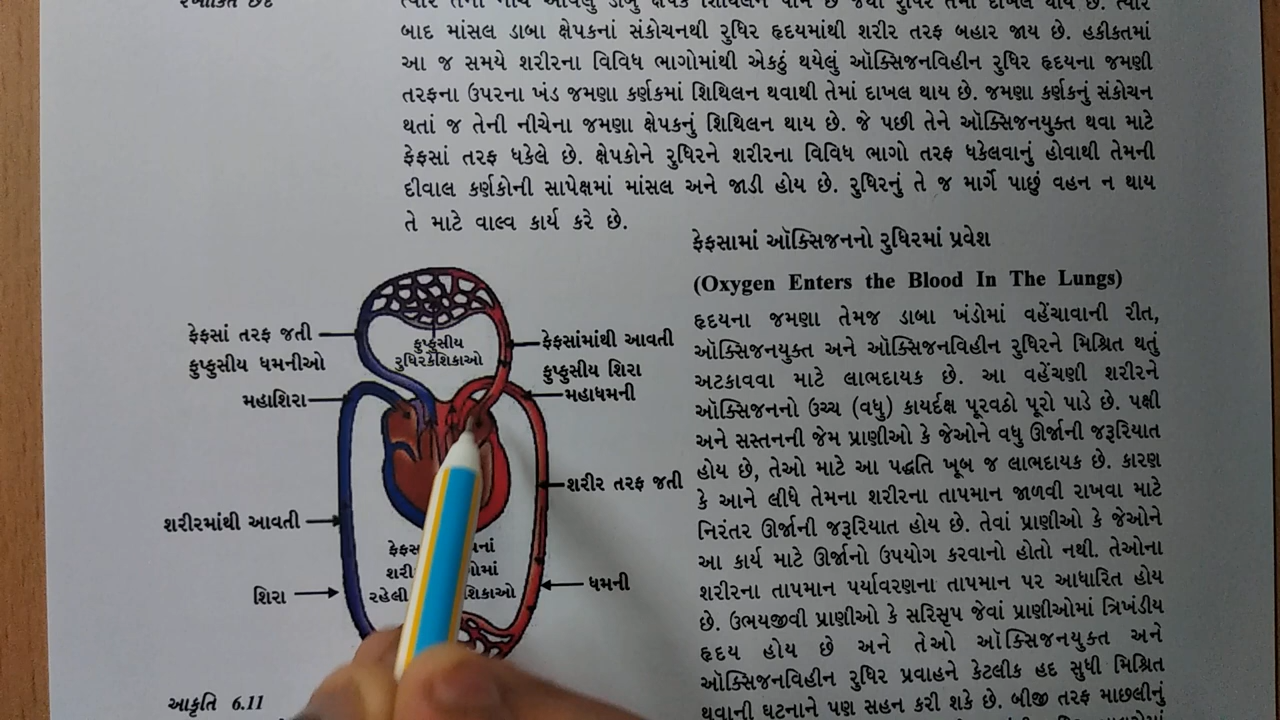 ત્યારે તેની નીચે આવેલું ડાબું ક્ષેપક શિથિલન પામે છે જેથી રુધિર તેમાં દાખલ થાય છે. ત્યાર
બાદ માંસલ ડાબા ક્ષેપકનાં સંકોચનથી રુધિર હૃદયમાંથી શરીર તરફ બહાર જાય છે. હકીકતમાં
આ જ સમયે શરીરના વિવિધ ભાગોમાંથી એકઠું થયેલું ઑક્સિજનવિહીન રુધિર હૃદયના જમણી
તરફના ઉપરના ખંડ જમણા કર્ણકમાં શિથિલન થવાથી તેમાં દાખલ થાય છે. જમણા કર્ણકનું સંકોચન
થતાં જ તેની નીચેના જમણા ક્ષેપકનું શિથિલન થાય છે. જે પછી તેને ઑક્સિજનયુક્ત થવા માટે
ફેફસાં તરફ ધકેલે છે. ક્ષેપકોને રુધિરને શરીરના વિવિધ ભાગો તરફ ધકેલવાનું હોવાથી તેમની
દીવાલ કર્ણકોની સાપેક્ષમાં માંસલ અને જાડી હોય છે. રુધિરનું તે જ માર્ગે પાછું વહન ન થાય
તે માટે વાલ્વ કાર્ય કરે છે.
ફેફસામાં ઑક્સિજનનો રુધિરમાં પ્રવેશ
(Oxygen Enters the Blood In The Lungs)
હૃદયના જમણા તેમજ ડાબા ખંડોમાં વહેંચાવાની રીત,
ઑક્સિજનયુક્ત અને ઑક્સિજનવિહીન રુધિરને મિશ્રિત થતું
અટકાવવા માટે લાભદાયક છે. આ વહેંચણી શરીરને
ઑક્સિજનનો ઉચ્ચ (વધુ) કાયર્દક્ષ પૂરવઠો પૂરો પાડે છે. પક્ષી
અને સસ્તનની જેમ પ્રાણીઓ કે જેઓને વધુ ઊર્જાની જરૂરિયાત
હોય છે, તેઓ માટે આ પદ્ધતિ ખૂબ જ લાભદાયક છે. કારણ
કે આને લીધે તેમના શરીરના તાપમાન જાળવી રાખવા માટે
નિરંતર ઊર્જાની જરૂરિયાત હોય છે. તેવાં પ્રાણીઓ કે જેઓને
આ કાર્ય માટે ઊર્જાનો ઉપયોગ કરવાનો હોતો નથી. તેઓના
શરીરના તાપમાન પર્યાવરણના તાપમાન પર આધારિત હોય
છે. ઉભયજીવી પ્રાણીઓ કે સરિસૃપ જેવાં પ્રાણીઓમાં ત્રિખંડીય
હૃદય હોય છે અને તેઓ ઑક્સિજનયુક્ત અને
ઑક્સિજનવિહીન રુધિર પ્રવાહને કેટલીક હદ સુધી મિશ્રિત
થવાની ઘટનાને પણ સહન કરી શકે છે. બીજી તરફ માછલીનું
ફેફસાં તરફ જતી
ફુપ્ફુસીય ધમનીઓ
ફુપ્ફુસીય
રુધિરકેશિકાઓ
ફેફસાંમાંથી આવતી
ફુપ્ફુસીય શિરા
મહાશિરા
મહાધમની
શરીર તરફ જતી
શરીરમાંથી આવતી
શિરા
ધમની
રહેલી
આકૃતિ 6.11